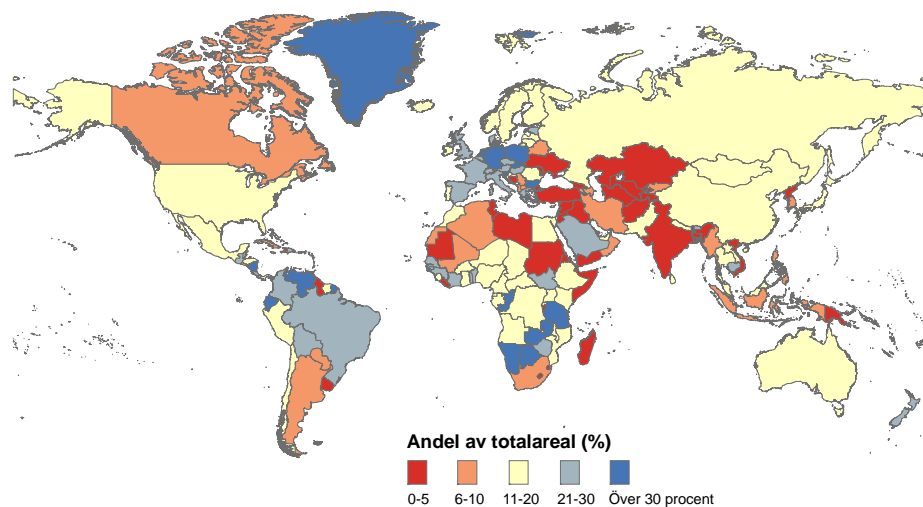 Andel av totalareal (%)
0-5 6-10 11-20 21-30 Över 30 procent